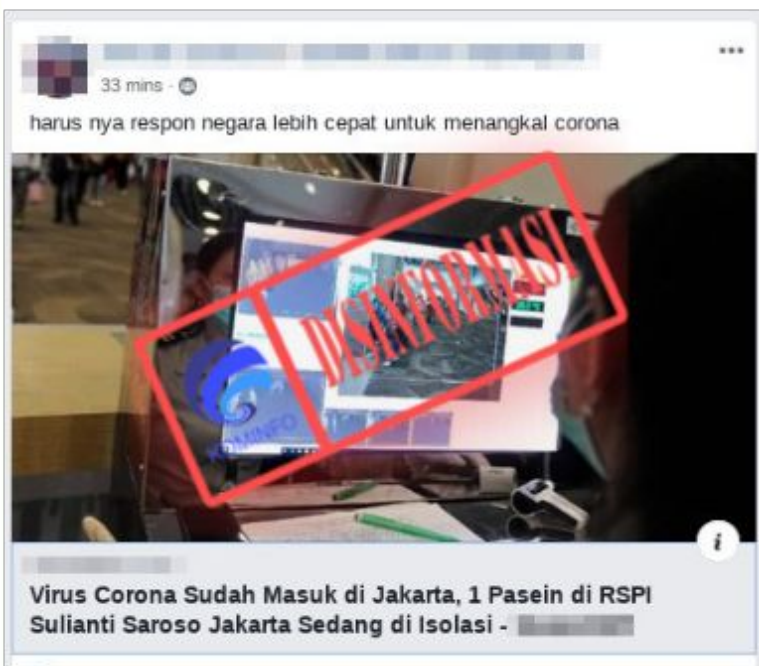 33 mins
harus nya respon negara lebih cepat untuk menangkal corona
DISINFORMASI
KOMINFO
i
Virus Corona Sudah Masuk di Jakarta, 1 Pasein di RSPI
Sulianti Saroso Jakarta Sedang di Isolasi -